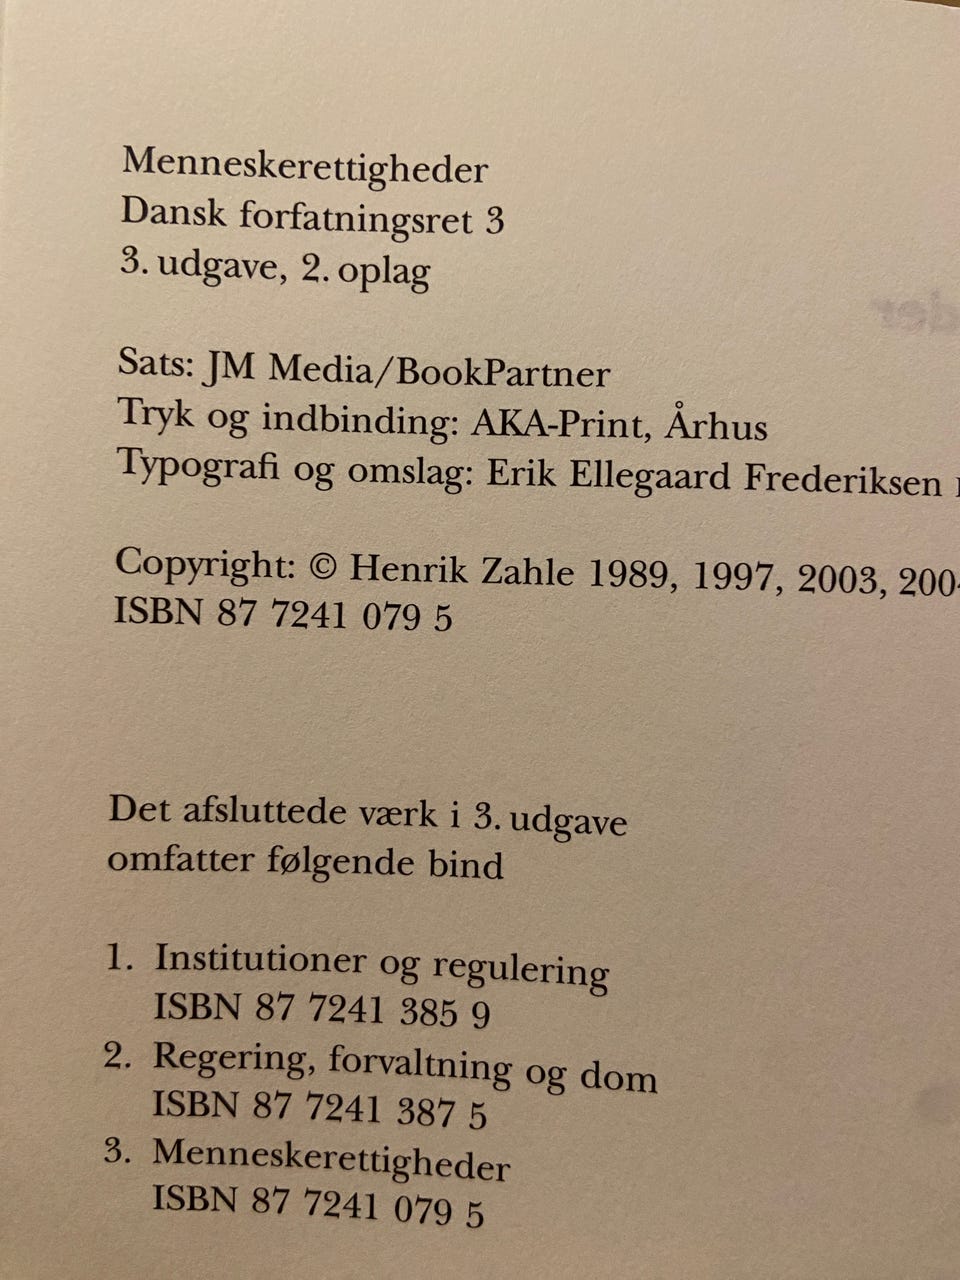 Menneskerettigheder
Dansk forfatningsret 3
3. udgave, 2. oplag
Sats: JM Media/BookPartner
Tryk og indbinding: AKA-Print, Århus
Typografi og omslag: Erik Ellegaard Frederiksen
Copyright: © Henrik Zahle 1989, 1997, 2003,
ISBN 87 7241 079 5
Det afsluttede værk i 3. udgave
omfatter følgende bind
1. Institutioner og regulering
ISBN 87 7241 385 9
2. Regering, forvaltning og dom
ISBN 87 7241 387 5
3. Menneskerettigheder
ISBN 87 7241 079 5